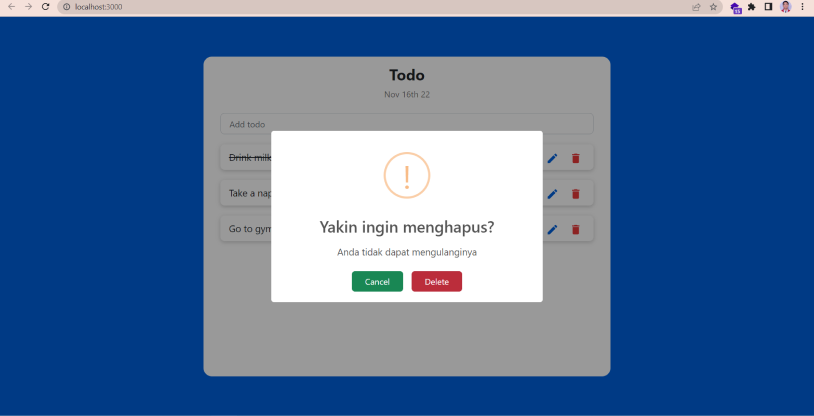 localhost:3000
15
Todo
Nov 16th 22
Add todo
Drink milk
Take a nap
Go to gym
!
Yakin ingin menghapus?
Anda tidak dapat mengulanginya
Cancel
Delete